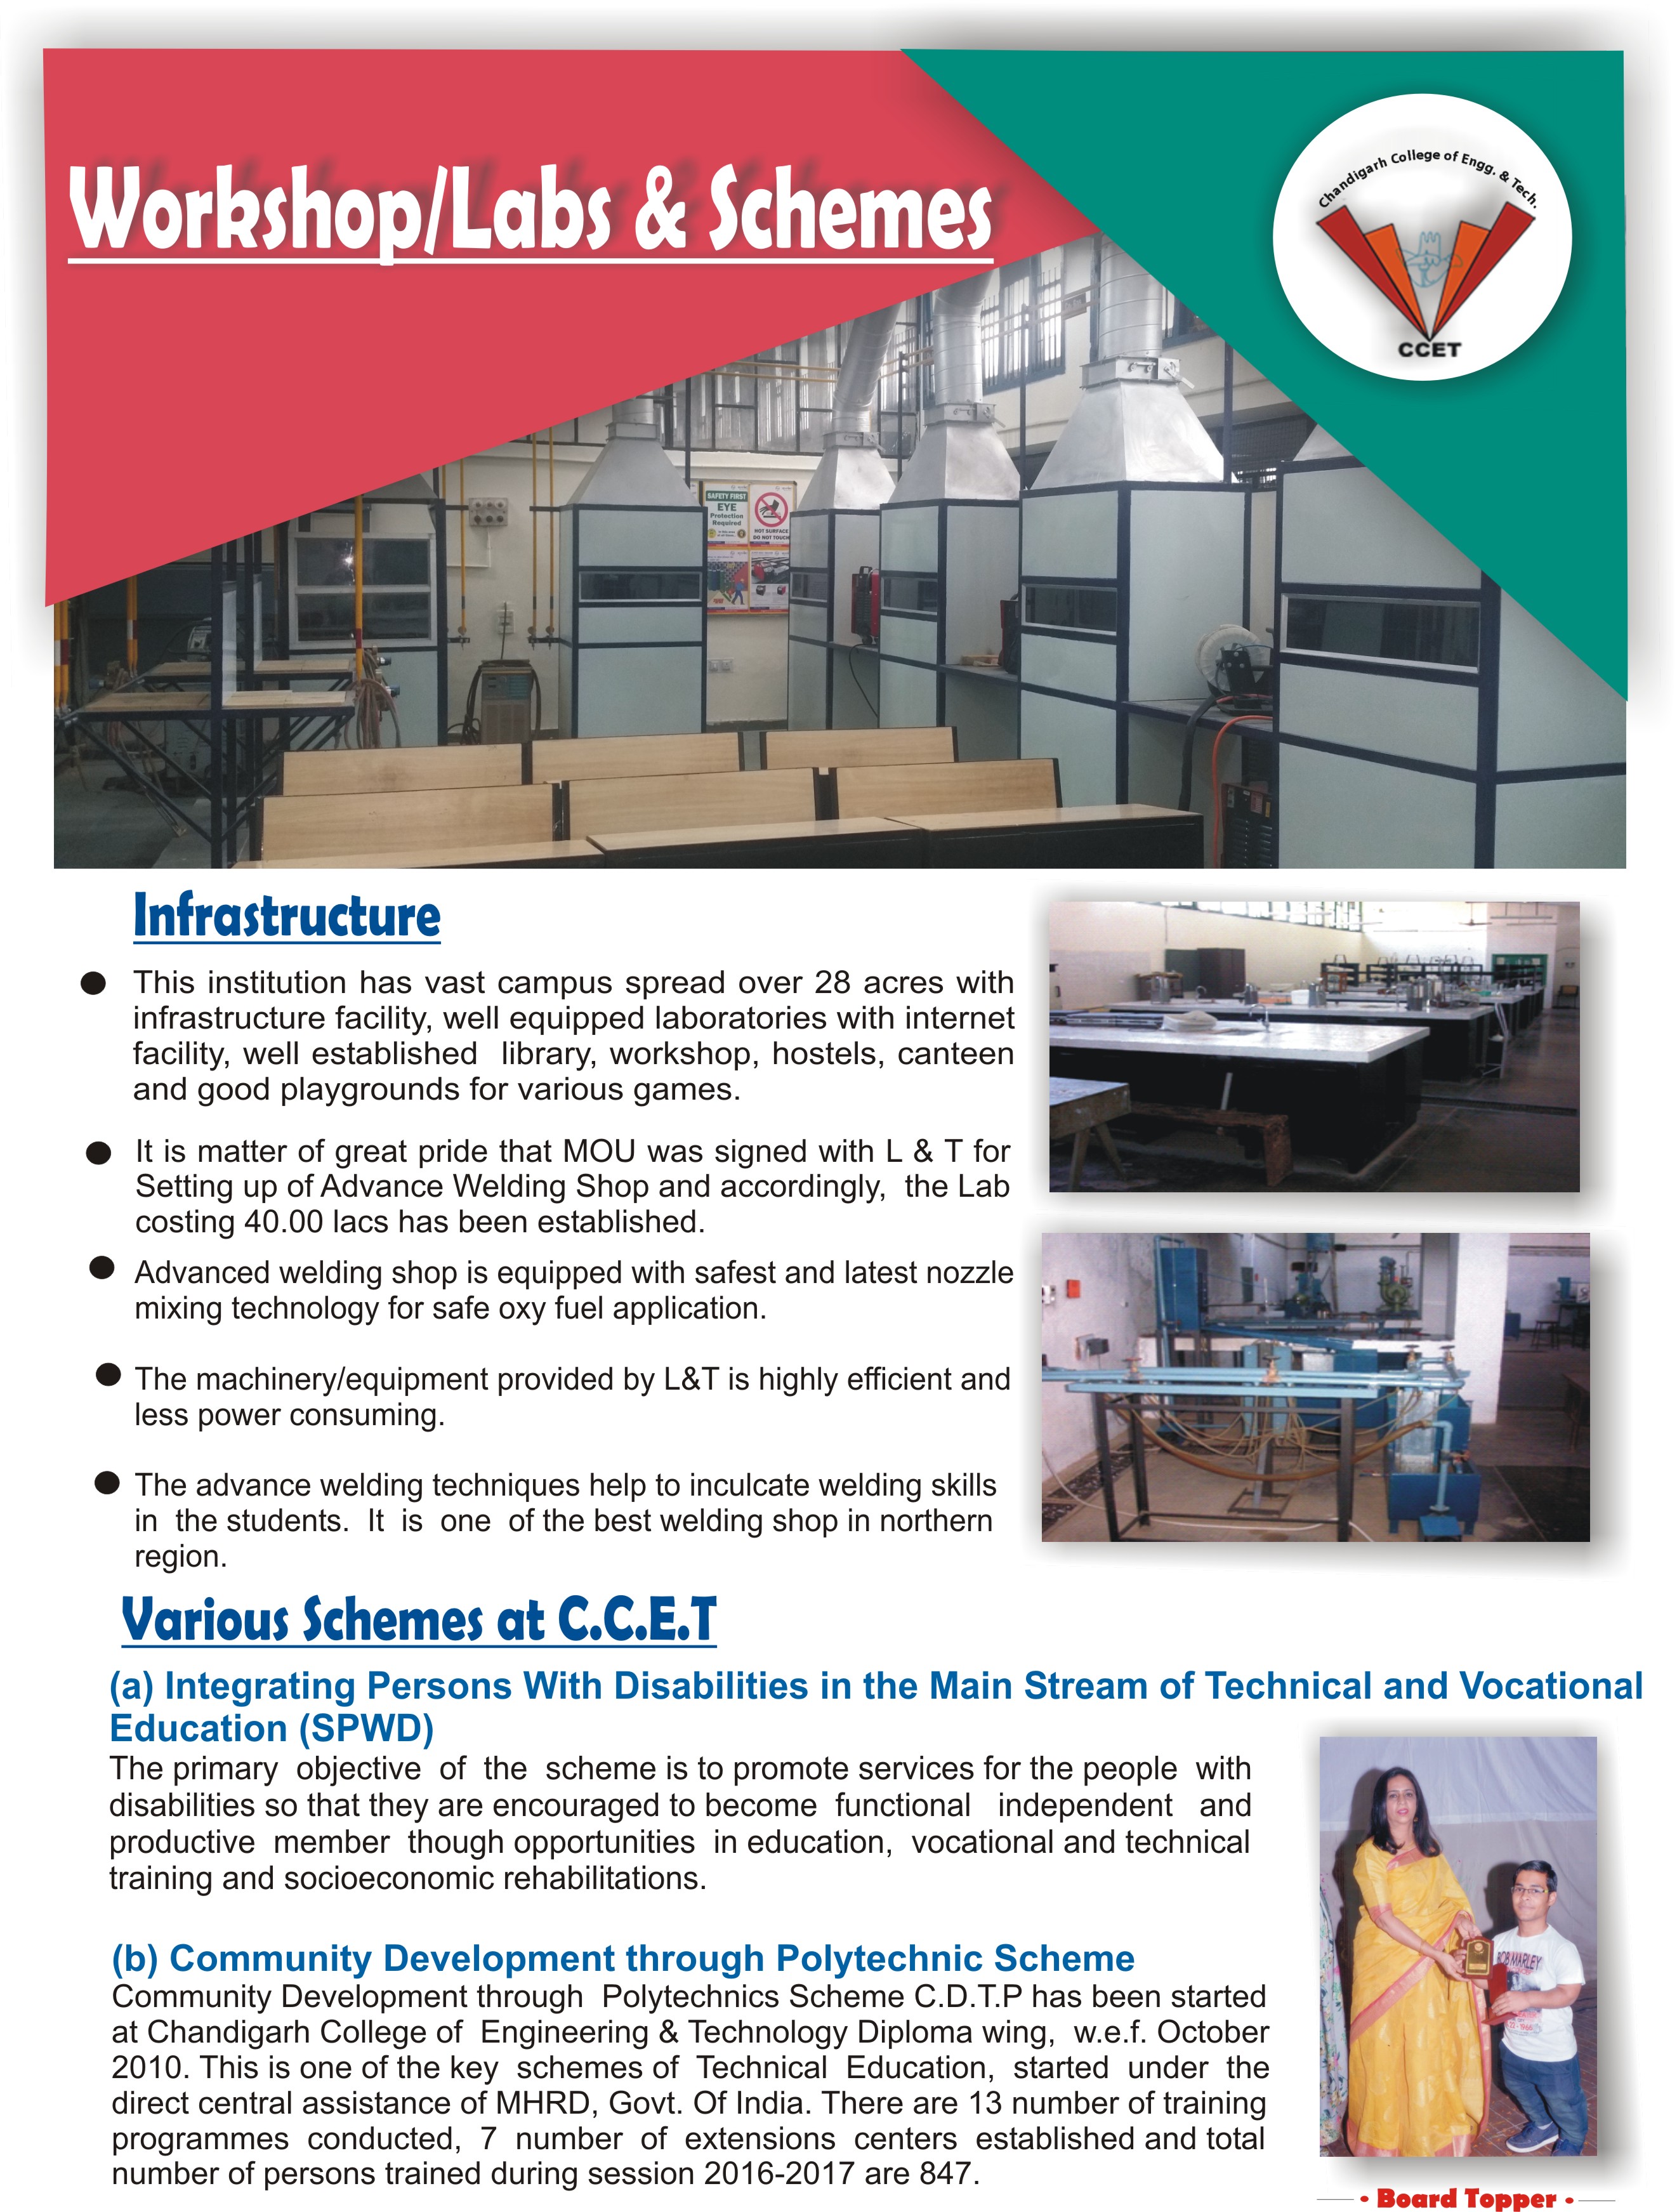 Workshop/Labs & Schemes
Chandigarh College of Engg. & Tech.
CCET
SAFETY FIRST
EYE
Protection
Required
HOT SURFACE
DO NOT TOUCH
Infrastructure
● This institution has vast campus spread over 28 acres with
infrastructure facility, well equipped laboratories with internet
facility, well established library, workshop, hostels, canteen
and good playgrounds for various games.
● It is matter of great pride that MOU was signed with L & T for
Setting up of Advance Welding Shop and accordingly, the Lab
costing 40.00 lacs has been established.
● Advanced welding shop is equipped with safest and latest nozzle
mixing technology for safe oxy fuel application.
● The machinery/equipment provided by L&T is highly efficient and
less power consuming.
● The advance welding techniques help to inculcate welding skills
in the students. It is one of the best welding shop in northern
region.
Various Schemes at C.C.E.T
(a) Integrating Persons With Disabilities in the Main Stream of Technical and Vocational
Education (SPWD)
The primary objective of the scheme is to promote services for the people with
disabilities so that they are encouraged to become functional independent and
productive member though opportunities in education, vocational and technical
training and socioeconomic rehabilitations.
(b) Community Development through Polytechnic Scheme
Community Development through Polytechnics Scheme C.D.T.P has been started
at Chandigarh College of Engineering & Technology Diploma wing, w.e.f. October
2010. This is one of the key schemes of Technical Education, started under the
direct central assistance of MHRD, Govt. Of India. There are 13 number of training
programmes conducted, 7 number of extensions centers established and total
number of persons trained during session 2016-2017 are 847.
BOB MARLEY
• Board Topper •